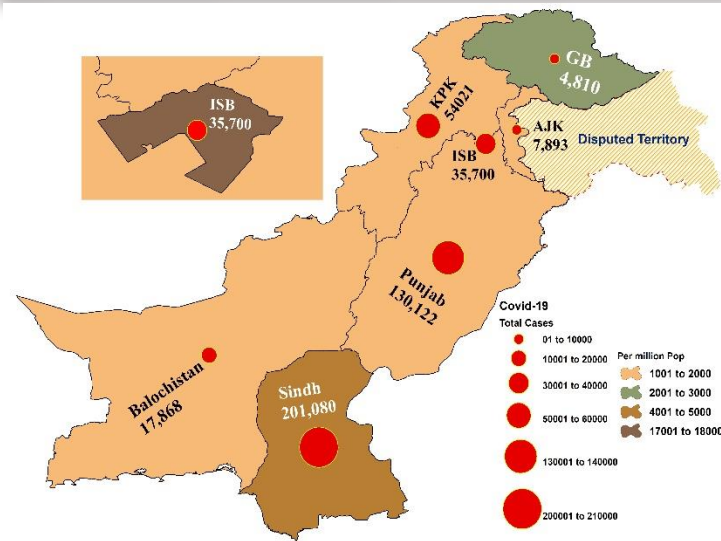 ISB
35,700
GB
4,810
KPK
54021
AJK
7,893
Disputed Territory
ISB
35,700
Punjab
130,122
Balochistan
17,868
Sindh
201,080
Covid-19
Total Cases
01 to 10000
10001 to 20000
30001 to 40000
50001 to 60000
130001 to 140000
200001 to 210000
Per million Pop
1001 to 2000
2001 to 3000
4001 to 5000
17001 to 18000